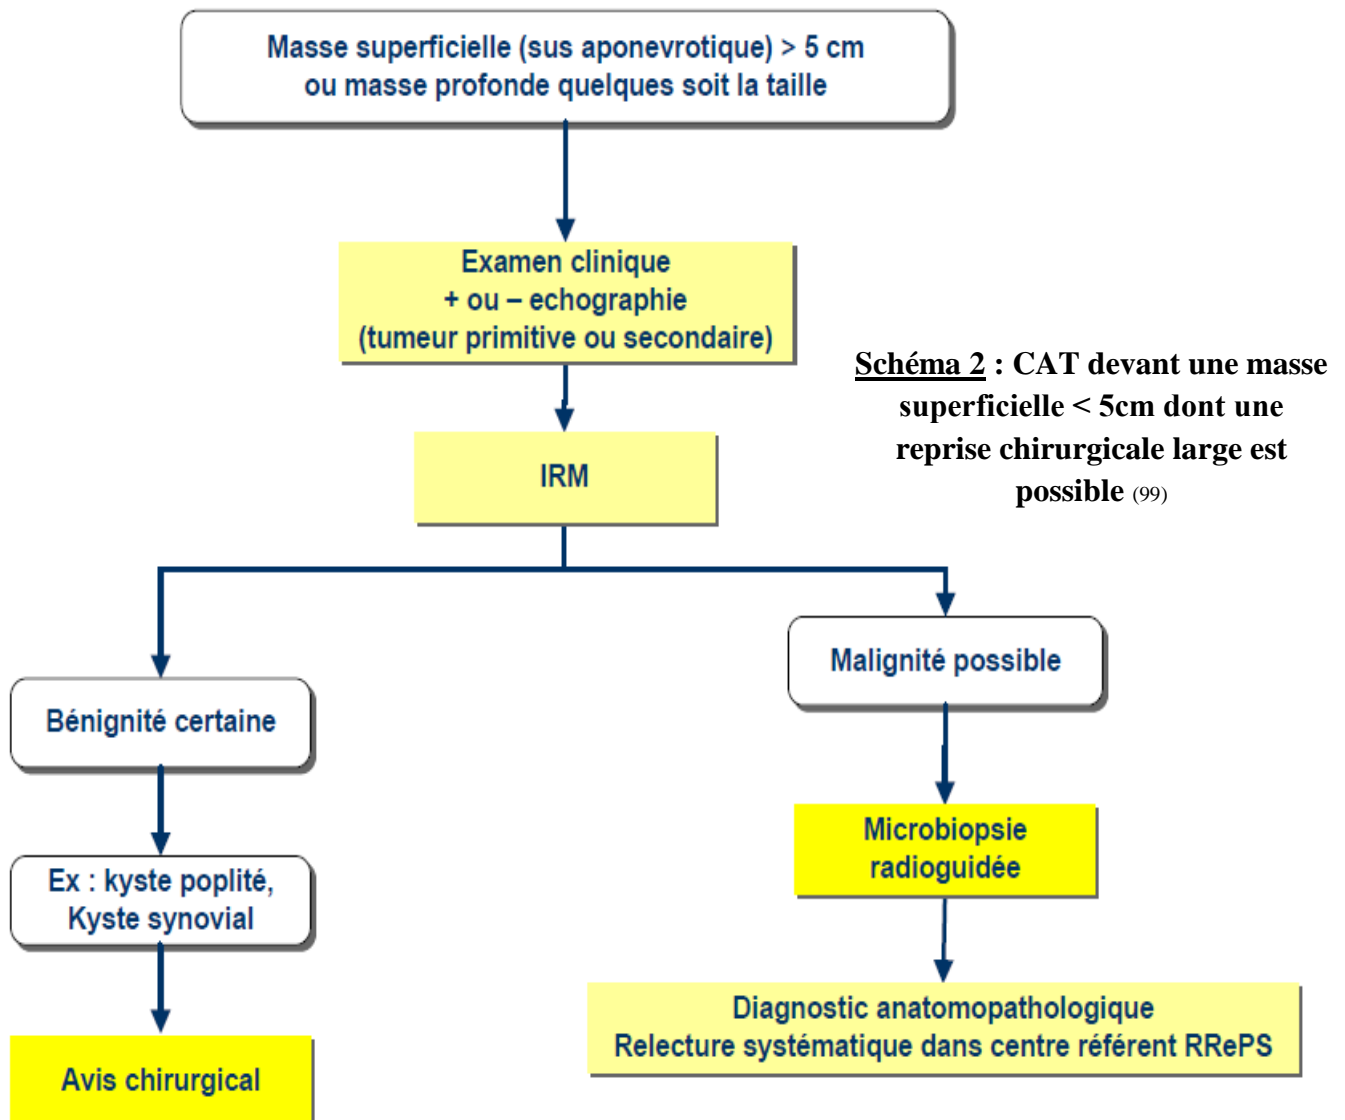 Masse superficielle (sus aponevrotique) > 5 cm
ou masse profonde quelques soit la taille
Examen clinique
+ ou – echographie
(tumeur primitive ou secondaire)
Schéma 2 : CAT devant une masse
superficielle < 5cm dont une
reprise chirurgicale large est
possible (99)
IRM
Malignité possible
Bénignité certaine
Microbiopsie
radioguidée
Ex : kyste poplité,
Kyste synovial
Diagnostic anatomopathologique
Relecture systématique dans centre référent RRePS
Avis chirurgical